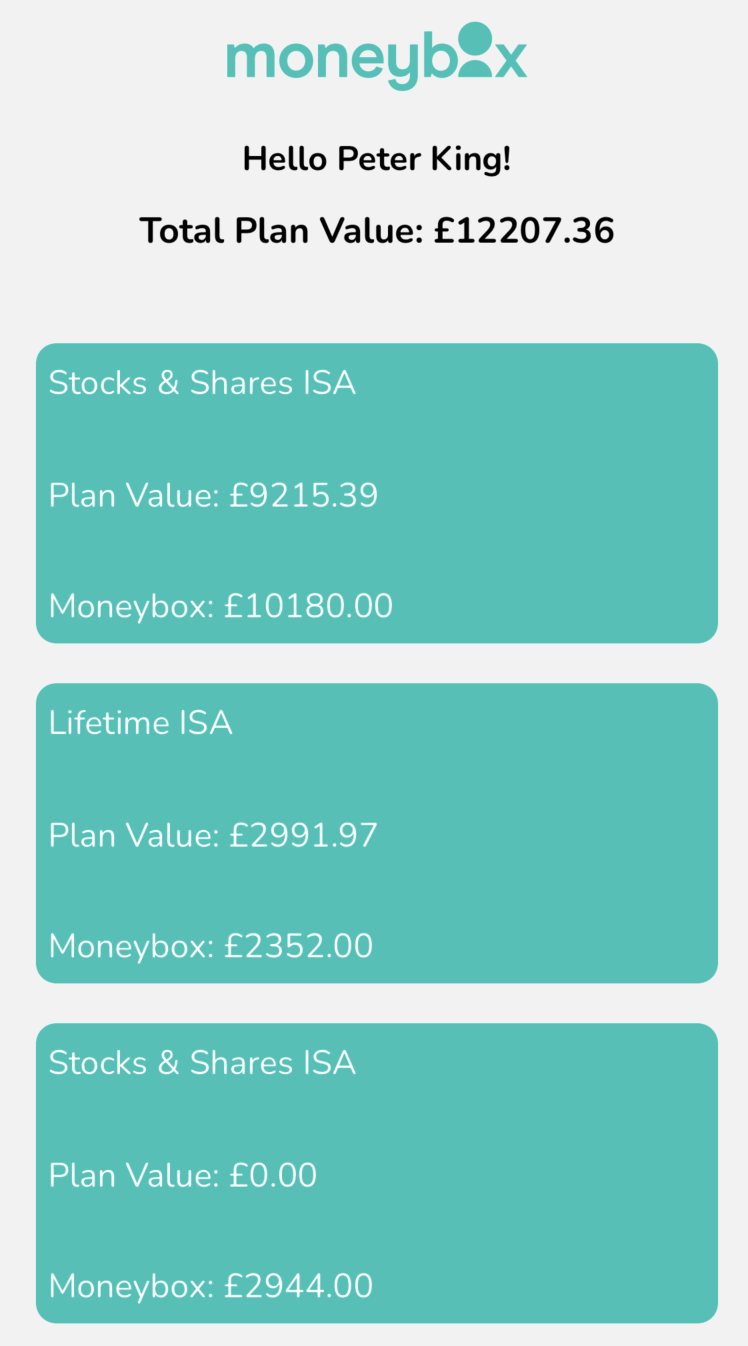 moneybox
Hello Peter King!
Total Plan Value: £12207.36
Stocks & Shares ISA
Plan Value: £9215.39
Moneybox: £10180.00
Lifetime ISA
Plan Value: £2991.97
Moneybox: £2352.00
Stocks & Shares ISA
Plan Value: £0.00
Moneybox: £2944.00